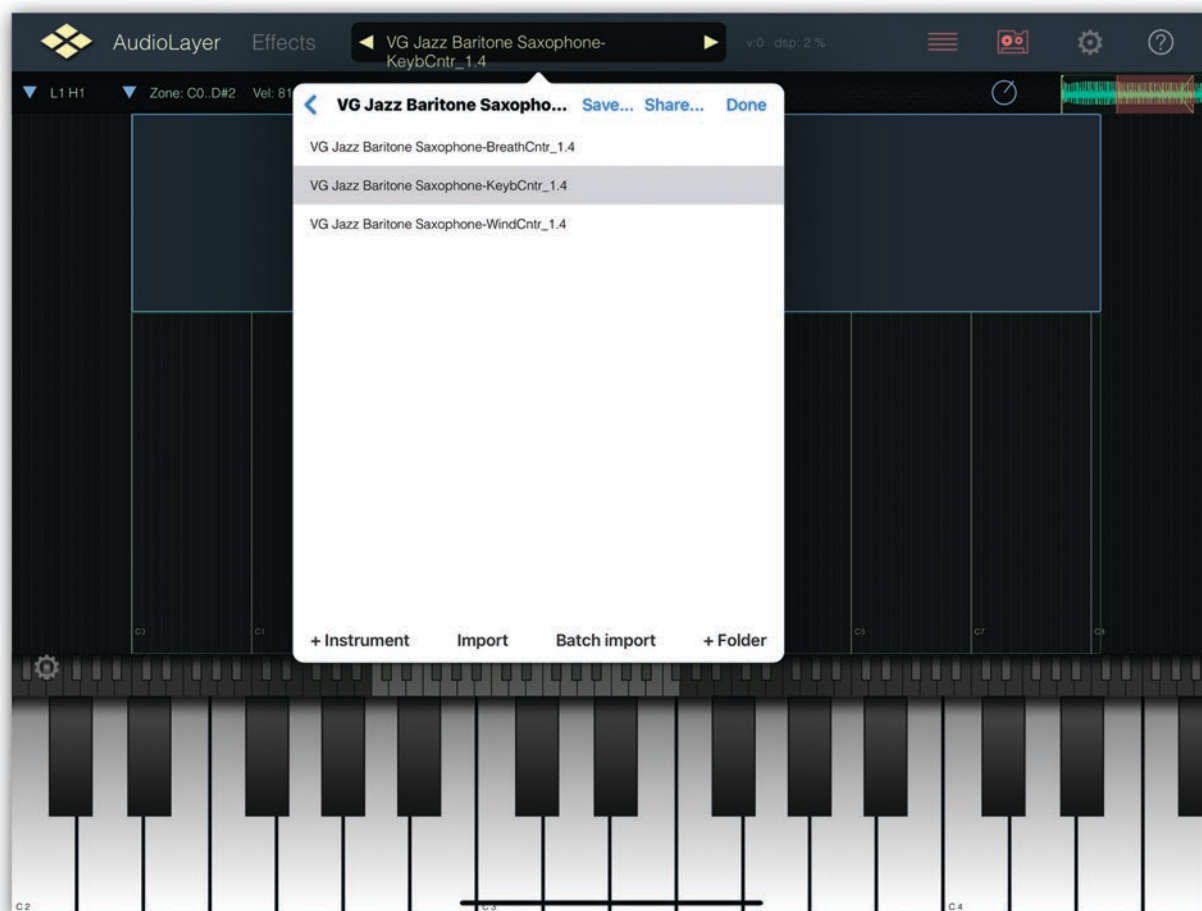 AudioLayer Effects
VG Jazz Baritone Saxophone-
KeybCntr_1.4
v:0 dsp: 2 %
L1 H1 Zone: C0..D#2 Vel: 81
VG Jazz Baritone Saxopho... Save... Share... Done
VG Jazz Baritone Saxophone-BreathCntr_1.4
VG Jazz Baritone Saxophone-KeybCntr_1.4
VG Jazz Baritone Saxophone-WindCntr_1.4
C1 C7
+ Instrument Import Batch import + Folder
C2 C3 C4